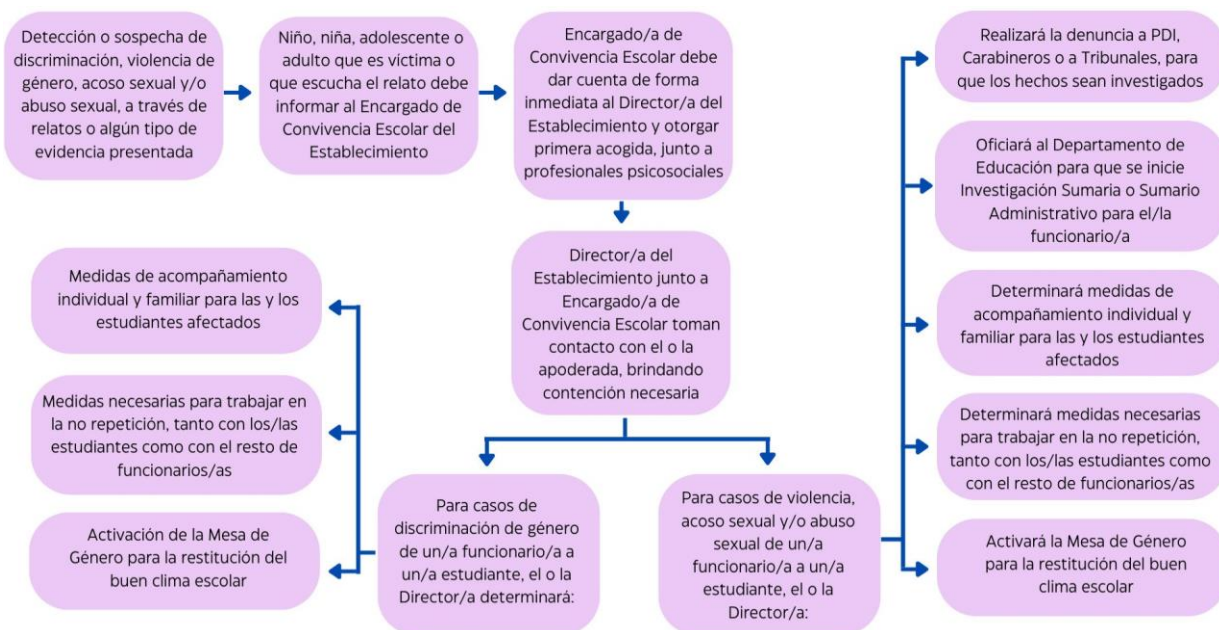 Detección o sospecha de
discriminación, violencia de
género, acoso sexual y/o
abuso sexual, a través de
relatos o algún tipo de
evidencia presentada
Niño, niña, adolescente o
adulto que es víctima o
que escucha el relato debe
informar al Encargado de
Convivencia Escolar del
Establecimiento
Encargado/a de
Convivencia Escolar debe
dar cuenta de forma
inmediata al Director/a del
Establecimiento y otorgar
primera acogida, junto a
profesionales psicosociales
Director/a del
Establecimiento junto a
Encargado/a de
Convivencia Escolar toman
contacto con el o la
apoderada, brindando
contención necesaria
Para casos de
discriminación de género
de un/a funcionario/a a
un/a estudiante, el o la
Director/a determinará:
Medidas de acompañamiento
individual y familiar para las y los
estudiantes afectados
Medidas necesarias para trabajar en
la no repetición, tanto con los/las
estudiantes como con el resto de
funcionarios/as
Activación de la Mesa de
Género para la restitución del
buen clima escolar
Para casos de violencia,
acoso sexual y/o abuso
sexual de un/a
funcionario/a a un/a
estudiante, el o la
Director/a:
Realizará la denuncia a PDI,
Carabineros o a Tribunales, para
que los hechos sean investigados
Oficiará al Departamento de
Educación para que se inicie
Investigación Sumaria o Sumario
Administrativo para el/la
funcionario/a
Determinará medidas de
acompañamiento individual y
familiar para las y los estudiantes
afectados
Determinará medidas necesarias
para trabajar en la no repetición,
tanto con los/las estudiantes como
con el resto de funcionarios/as
Activará la Mesa de Género
para la restitución del buen
clima escolar